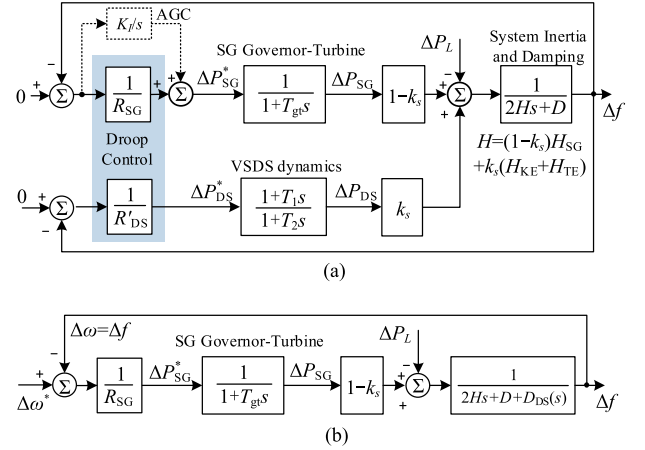 K_I/s AGC
− SG Governor-Turbine ΔP_L System Inertia and Damping
0 + Σ 1/R_SG + + Σ ΔP*_SG 1/(1+T_gt s) ΔP_SG 1−k_s + − + Σ 1/(2Hs+D) Δf
Droop Control
H=(1−k_s)H_SG
+k_s(H_KE+H_TE)
VSDS dynamics
0 + − Σ 1/R'_DS ΔP*_DS (1+T_1s)/(1+T_2s) ΔP_DS k_s
(a)
Δω=Δf
− SG Governor-Turbine ΔP_L
Δω* + Σ 1/R_SG ΔP*_SG 1/(1+T_gt s) ΔP_SG 1−k_s + − + Σ 1/(2Hs+D+D_DS(s)) Δf
(b)